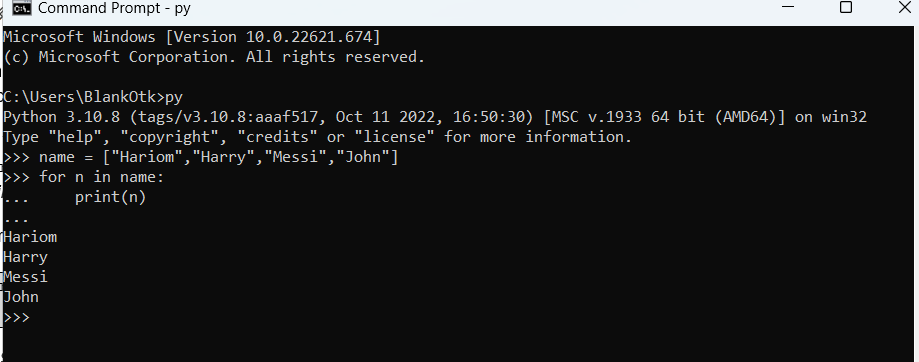 Command Prompt - py
Microsoft Windows [Version 10.0.22621.674]
(c) Microsoft Corporation. All rights reserved.
C:\Users\BlankOtk>py
Python 3.10.8 (tags/v3.10.8:aaaf517, Oct 11 2022, 16:50:30) [MSC v.1933 64 bit (AMD64)] on win32
Type "help", "copyright", "credits" or "license" for more information.
>>> name = ["Hariom","Harry","Messi","John"]
>>> for n in name:
...     print(n)
...
Hariom
Harry
Messi
John
>>>